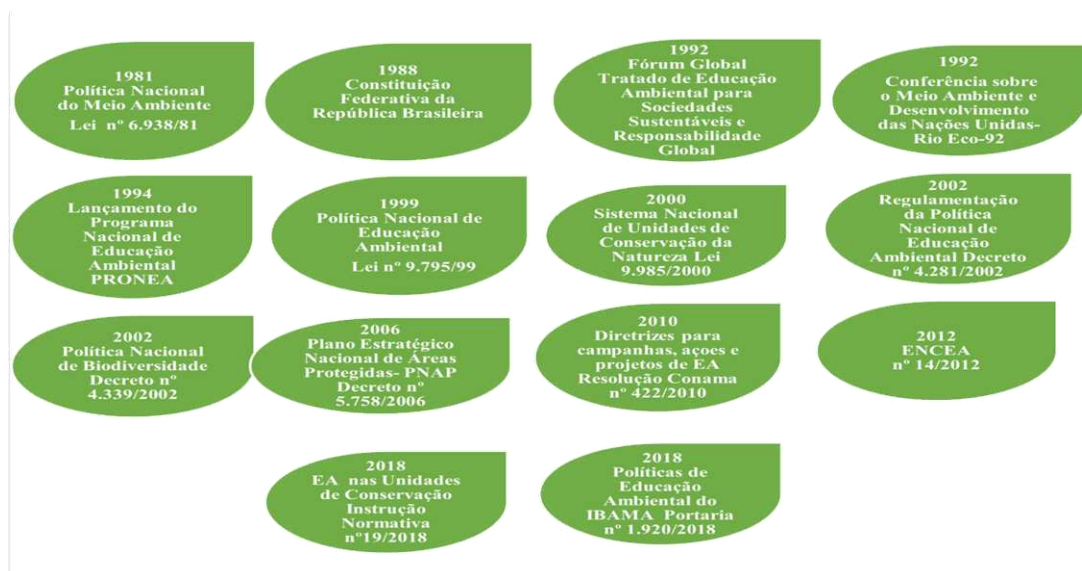 1981
Política Nacional
do Meio Ambiente
Lei nº 6.938/81
1988
Constituição
Federativa da
República Brasileira
1992
Fórum Global
Tratado de Educação
Ambiental para
Sociedades
Sustentáveis e
Responsabilidade
Global
1992
Conferência sobre
o Meio Ambiente e
Desenvolvimento
das Nações Unidas-
Rio Eco-92
1994
Lançamento do
Programa
Nacional de
Educação
Ambiental
PRONEA
1999
Política Nacional de
Educação
Ambiental
Lei nº 9.795/99
2000
Sistema Nacional
de Unidades de
Conservação da
Natureza Lei
9.985/2000
2002
Regulamentação
da Política
Nacional de
Educação
Ambiental Decreto
nº 4.281/2002
2002
Política Nacional
de Biodiversidade
Decreto nº
4.339/2002
2006
Plano Estratégico
Nacional de Áreas
Protegidas- PNAP
Decreto nº
5.758/2006
2010
Diretrizes para
campanhas, açoes e
projetos de EA
Resolução Conama
nº 422/2010
2012
ENCEA
nº 14/2012
2018
EA nas Unidades
de Conservação
Instrução
Normativa
nº19/2018
2018
Políticas de
Educação
Ambiental do
IBAMA Portaria
nº 1.920/2018